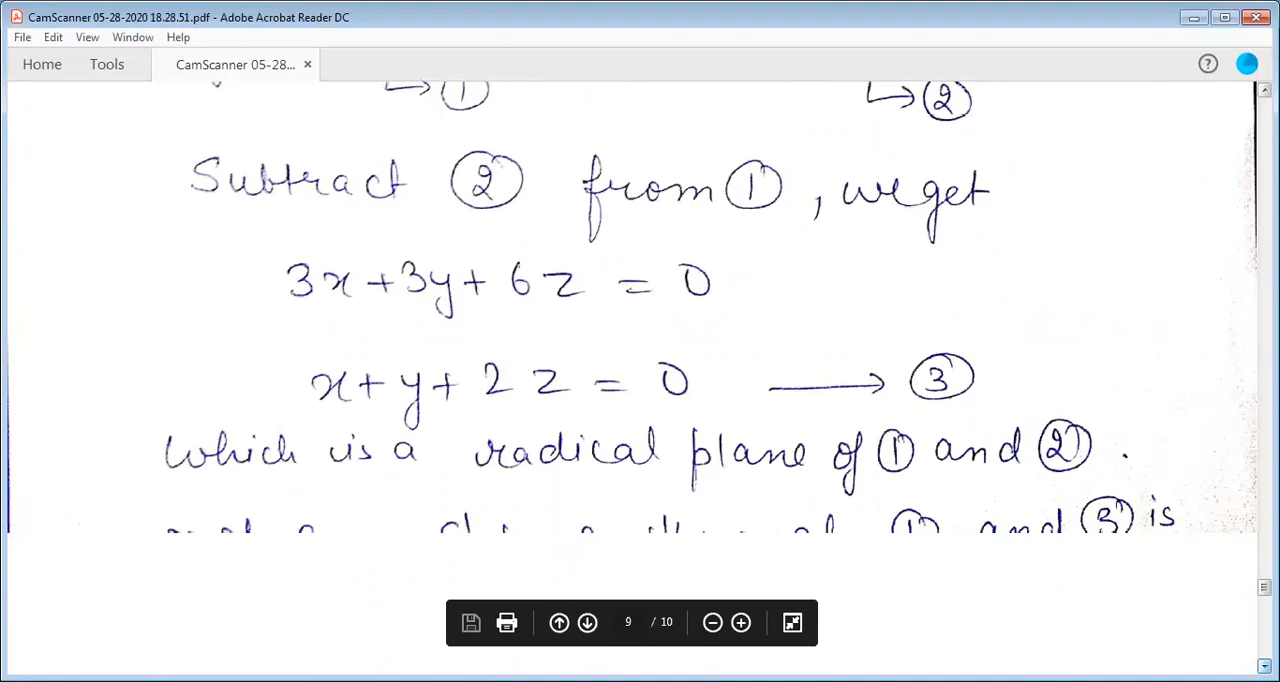 CamScanner 05-28-2020 18.28.51.pdf - Adobe Acrobat Reader DC
File Edit View Window Help
Home Tools CamScanner 05-28... ×
↳ ① ↳ ②
Subtract ② from ①, we get
3x+3y+6z = 0
x+y+2z = 0 ⟶ ③
Which is a radical plane of ① and ②.
① and ③ is
9 / 10